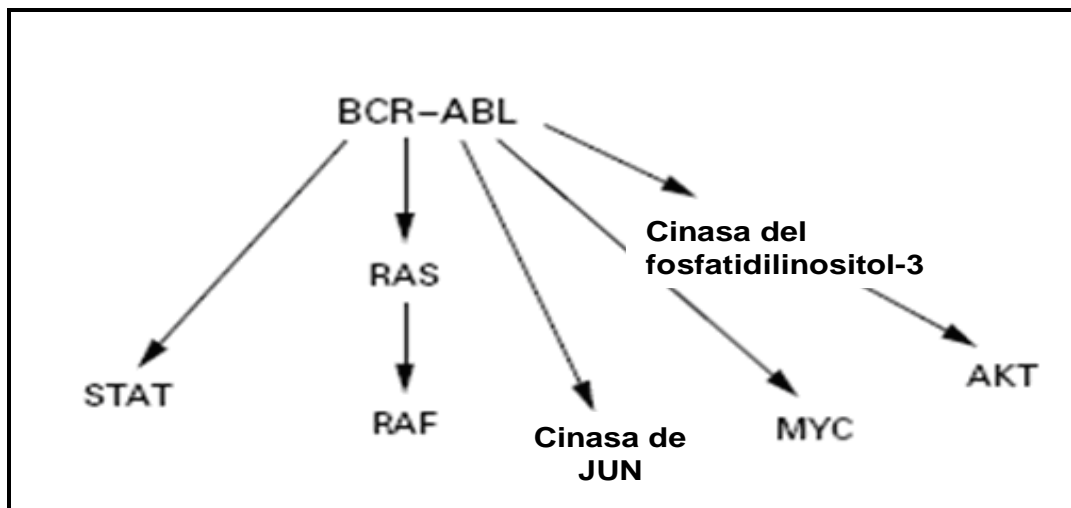 BCR–ABL
Cinasa del
fosfatidilinositol-3
RAS
STAT
RAF
Cinasa de
JUN
MYC
AKT